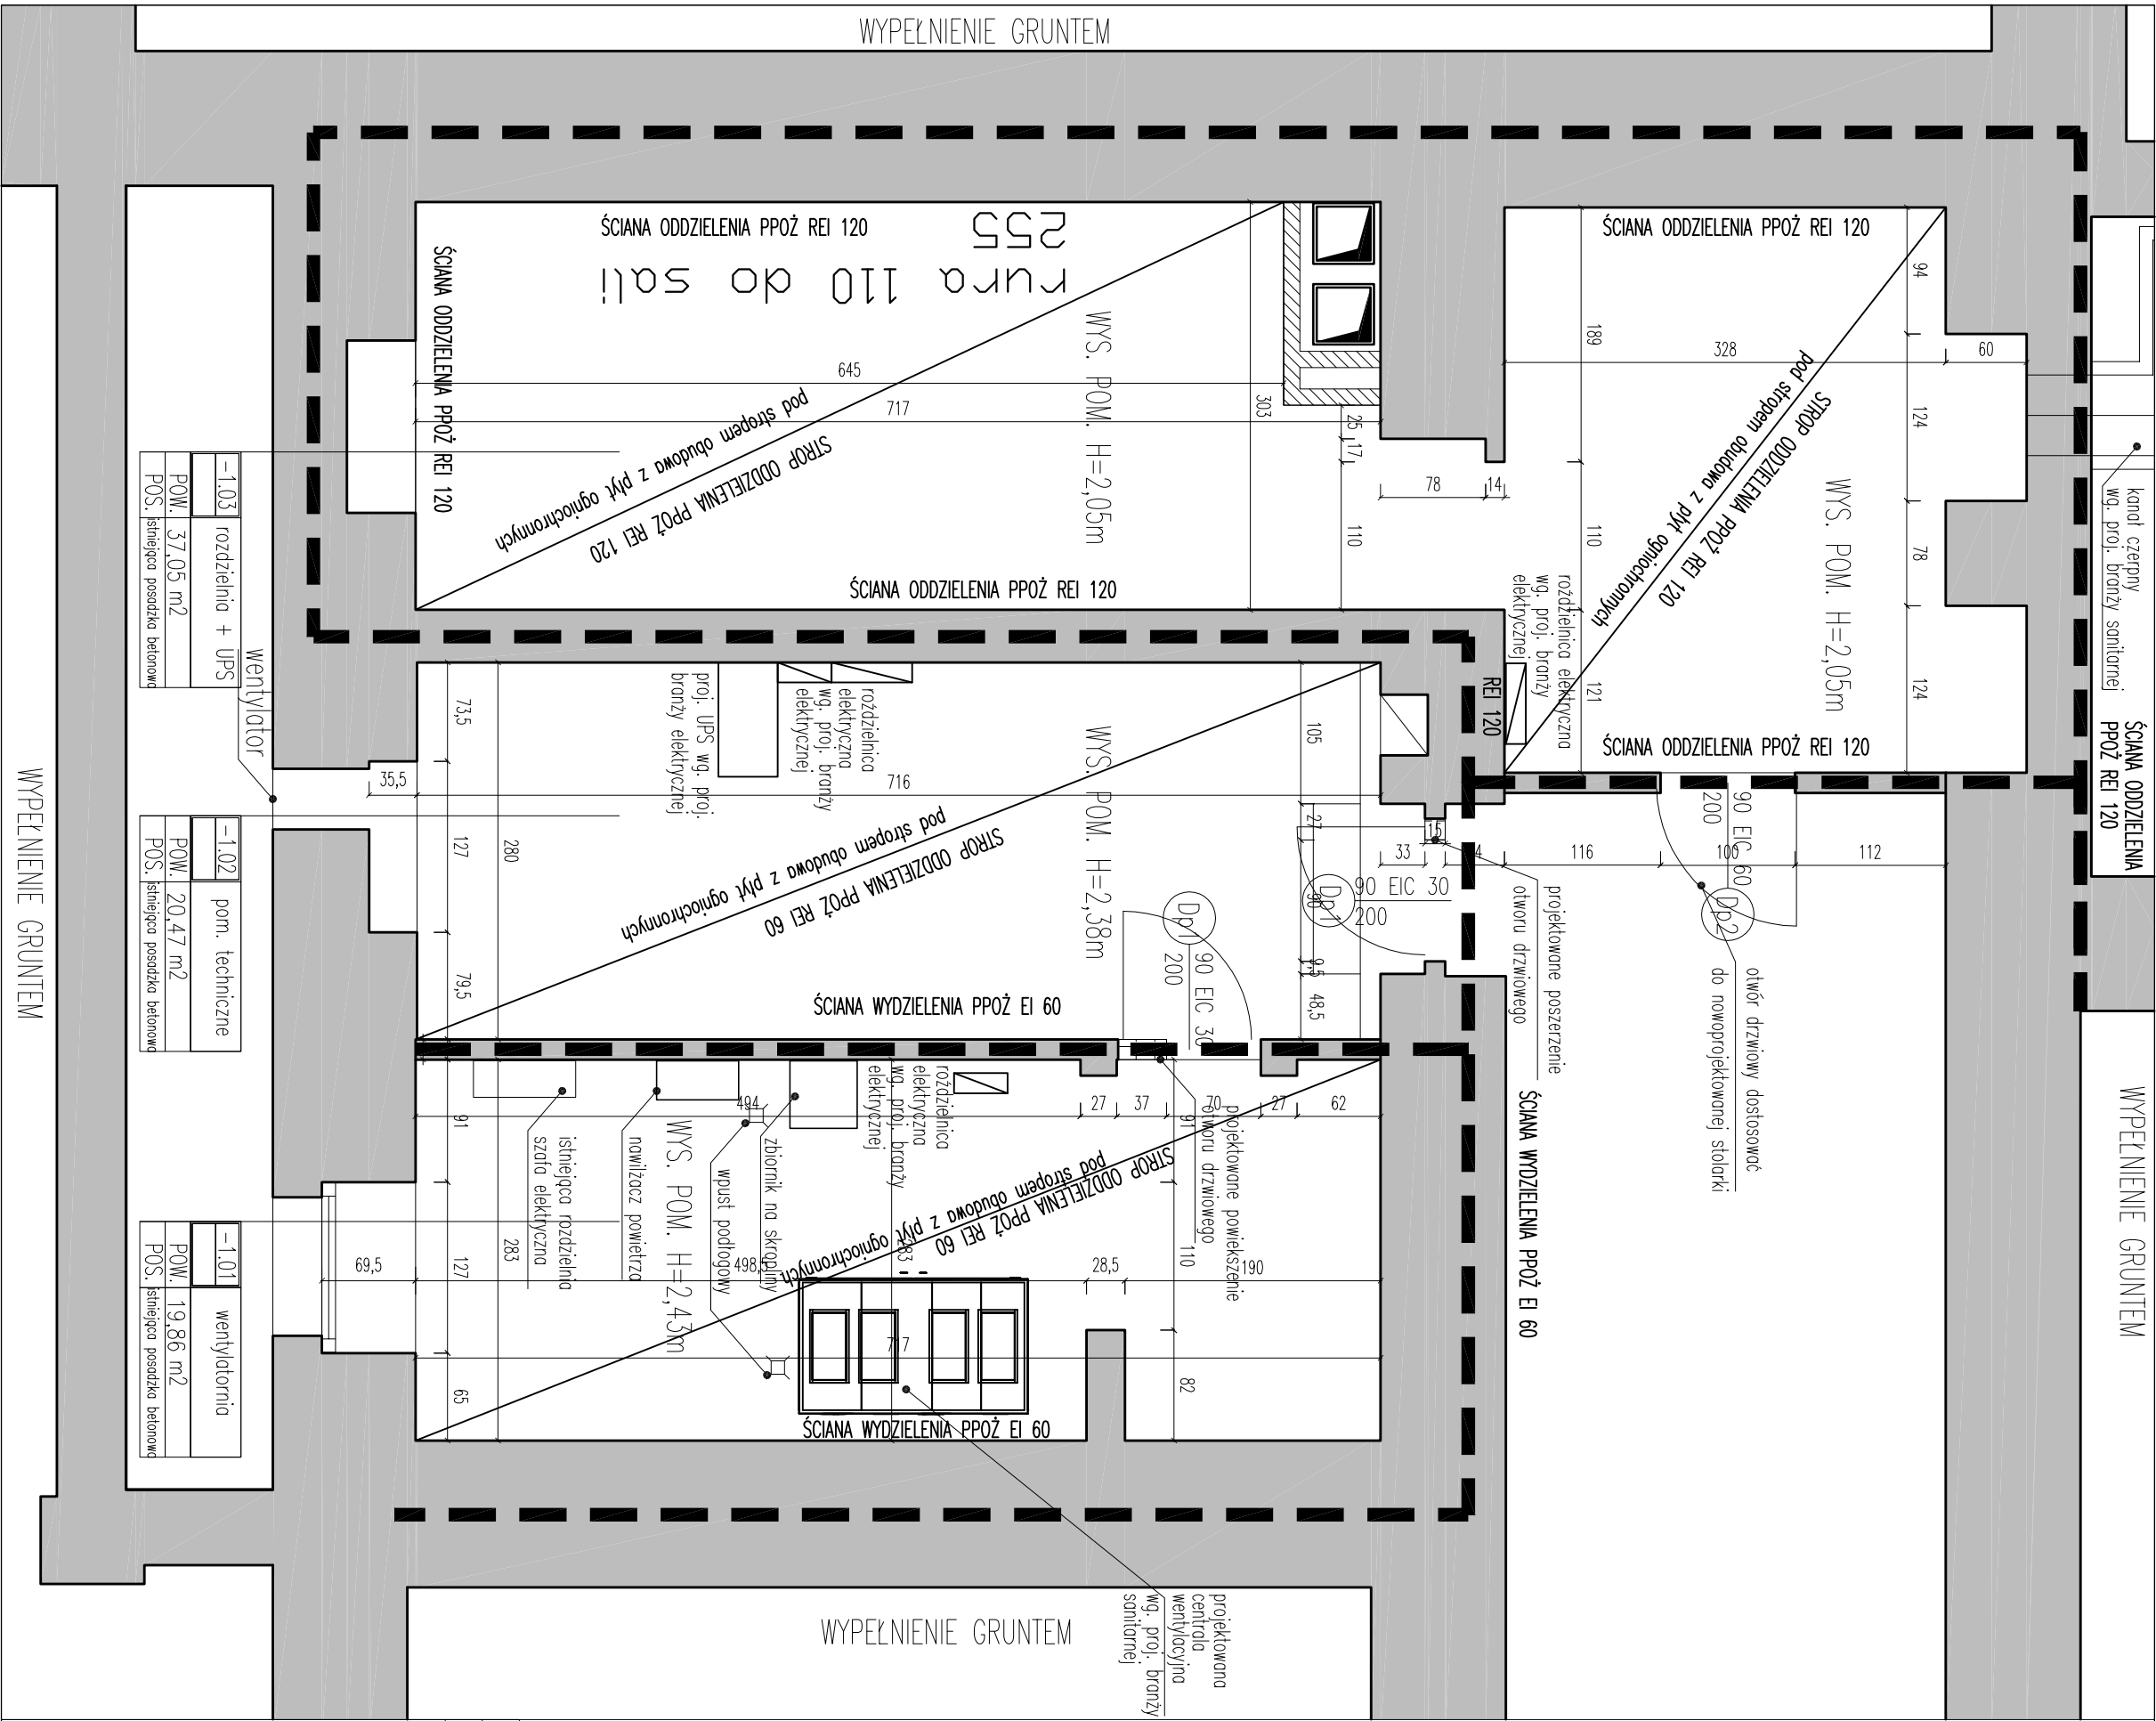 WYPEŁNIENIE GRUNTEM
ŚCIANA ODDZIELENIA PPOŻ REI 120
rura 110 do sali
255
ŚCIANA ODDZIELENIA PPOŻ REI 120
ŚCIANA ODDZIELENIA PPOŻ REI 120
WYS. POM. H=2,05m
645
717
303
25
17
110
78
14
STROP ODDZIELENIA PPOŻ REI 120
pod stropem obudowa z płyt ogniochronnych
ŚCIANA ODDZIELENIA PPOŻ REI 120
94
189
328
60
124
78
124
110
121
STROP ODDZIELENIA PPOŻ REI 120
pod stropem obudowa z płyt ogniochronnych
WYS. POM. H=2,05m
rozdzielnica elektryczna
wg. proj. branży
elektrycznej
REI 120
ŚCIANA ODDZIELENIA PPOŻ REI 120
kanał czerpny
wg. proj. branży sanitarnej
ŚCIANA ODDZIELENIA
PPOŻ REI 120
-1.03
rozdzielnia + UPS
POW.
37,05 m2
POS.
istniejąca posadzka betonowa
wentylator
-1.02
pom. techniczne
POW.
20,47 m2
POS.
istniejąca posadzka betonowa
-1.01
wentylatornia
POW.
19,86 m2
POS.
istniejąca posadzka betonowa
73,5
35,5
127
280
79,5
716
105
27
33
15
90
9,5
48,5
proj. UPS wg. proj.
branży elektrycznej
rozdzielnica
elektryczna
wg. proj. branży
elektrycznej
WYS. POM. H=2,38m
STROP ODDZIELENIA PPOŻ REI 60
pod stropem obudowa z płyt ogniochronnych
ŚCIANA WYDZIELENIA PPOŻ EI 60
Dp1
90 EIC 30
200
Dp1
90 EIC 30
200
116
100
112
Dp2
90 EIC 60
200
projektowane poszerzenie
otworu drzwiowego
otwór drzwiowy dostosować
do nowoprojektowanej stolarki
ŚCIANA WYDZIELENIA PPOŻ EI 60
91
494
27
37
70
27
62
91
110
82
28,5
190
498,5
283
283
717
69,5
127
65
rozdzielnica
elektryczna
wg. proj. branży
elektrycznej
projektowane powiekszenie
otworu drzwiowego
istniejąca rozdzielnia
szafa elektryczna
nawilżacz powietrza
zbiornik na skropliny
wpust podłogowy
WYS. POM. H=2,43m
STROP ODDZIELENIA PPOŻ REI 60
pod stropem obudowa z płyt ogniochronnych
ŚCIANA WYDZIELENIA PPOŻ EI 60
projektowana
centrala
wentylacyjna
wg. proj. branży
sanitarnej
WYPEŁNIENIE GRUNTEM
WYPEŁNIENIE GRUNTEM
WYPEŁNIENIE GRUNTEM